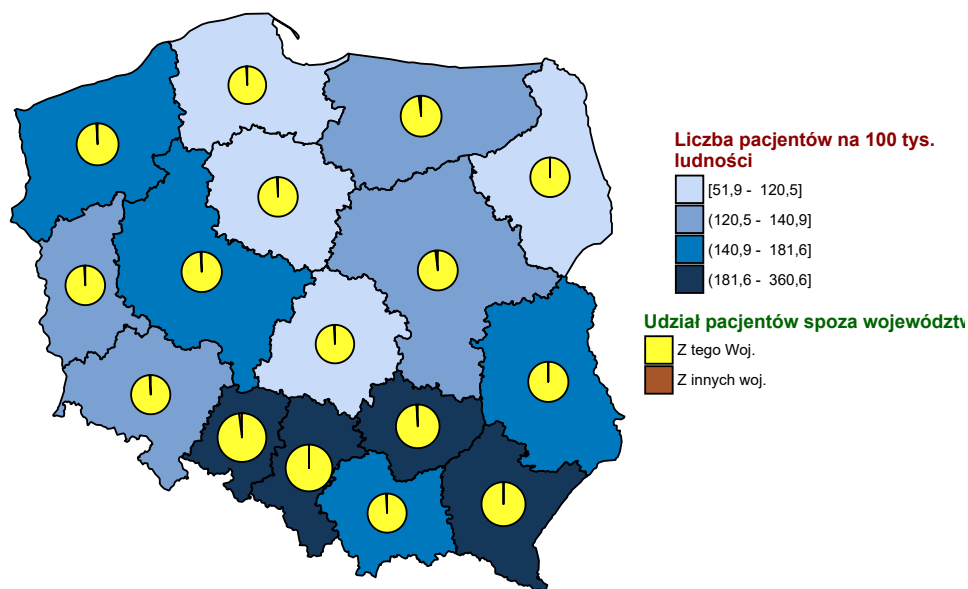 Liczba pacjentów na 100 tys.
ludności
[51,9 - 120,5]
(120,5 - 140,9]
(140,9 - 181,6]
(181,6 - 360,6]
Udział pacjentów spoza województw
Z tego Woj.
Z innych woj.